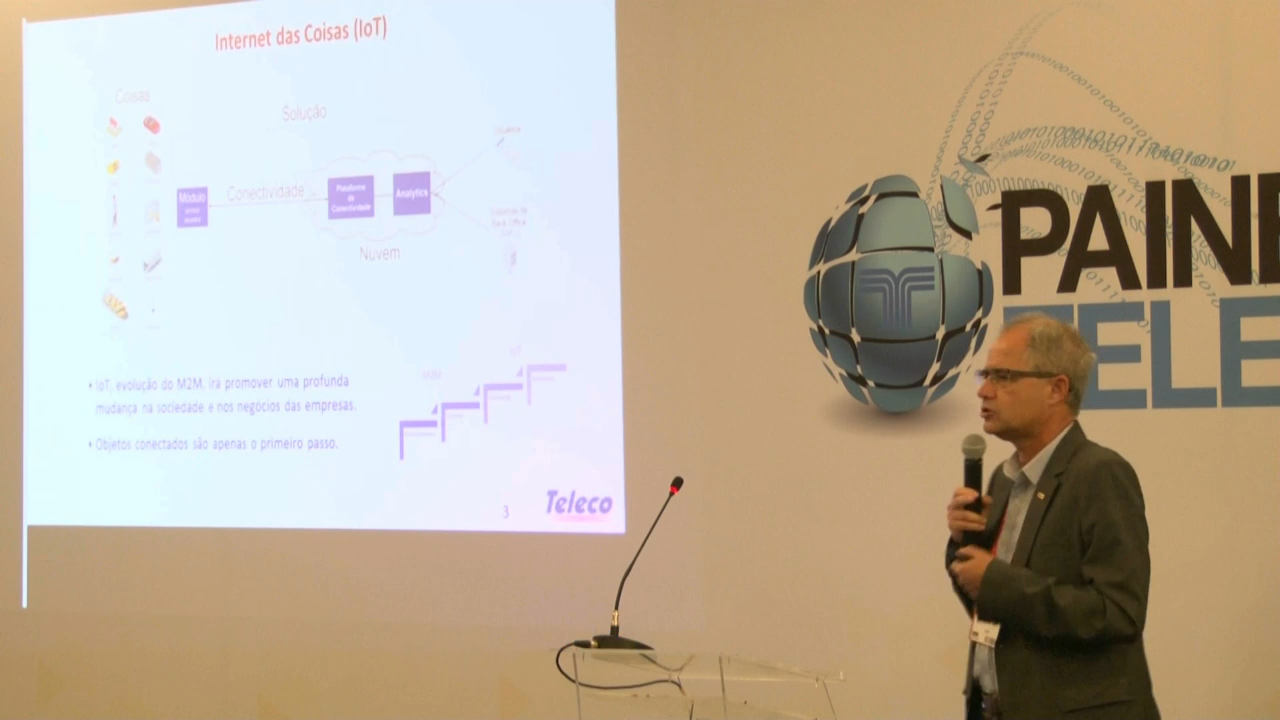 Internet das Coisas (IoT)
Coisas
Solução
Módulo
Conectividade
Plataforma
de
Conectividade
Analytics
Nuvem
M2M
IoT
• IoT, evolução do M2M, irá promover uma profunda
mudança na sociedade e nos negócios das empresas.
• Objetos conectados são apenas o primeiro passo.
3
Teleco
PAINE
TELE